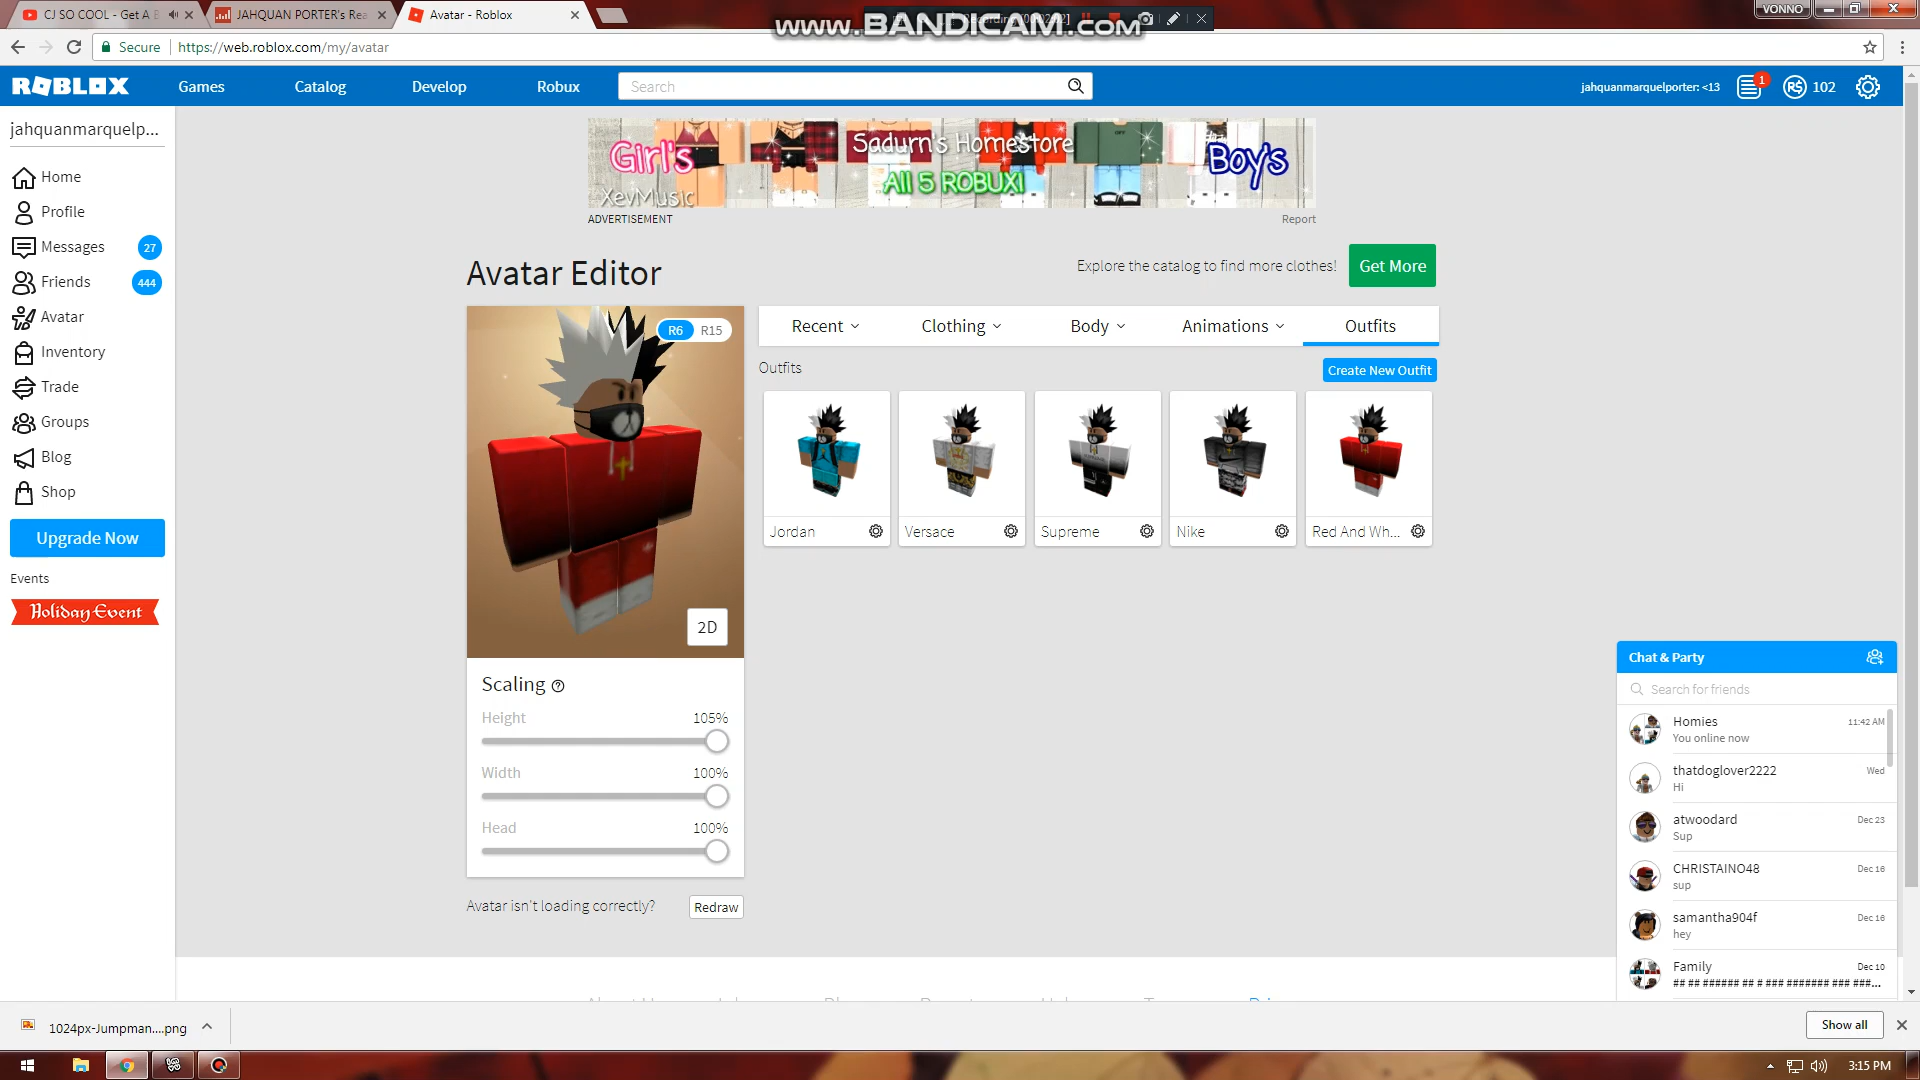 CJ SO COOL - Get A B
JAHQUAN PORTER's Rea
Avatar - Roblox
www.BANDICAM.com
VONNO
Secure
https://web.roblox.com/my/avatar
ROBLOX
Games
Catalog
Develop
Robux
Search
jahquanmarquelporter: <13
1
R$
102
jahquanmarquelp...
Home
Profile
Messages
27
Friends
444
Avatar
Inventory
Trade
Groups
Blog
Shop
Upgrade Now
Events
Holiday Event
Girl's
XevMusic
Sadurn's Homestore
All 5 ROBUX!
Boy's
ADVERTISEMENT
Report
Avatar Editor
Explore the catalog to find more clothes!
Get More
R6
R15
2D
Recent
Clothing
Body
Animations
Outfits
Outfits
Create New Outfit
Jordan
Versace
Supreme
Nike
Red And Wh...
Scaling
Height
105%
Width
100%
Head
100%
Avatar isn't loading correctly?
Redraw
Chat & Party
Search for friends
Homies
11:42 AM
You online now
thatdoglover2222
Wed
Hi
atwoodard
Dec 23
Sup
CHRISTAINO48
Dec 16
sup
samantha904f
Dec 16
hey
Family
Dec 10
## ## ###### ## # ### ####### ### ###...
1024px-Jumpman....png
Show all
3:15 PM